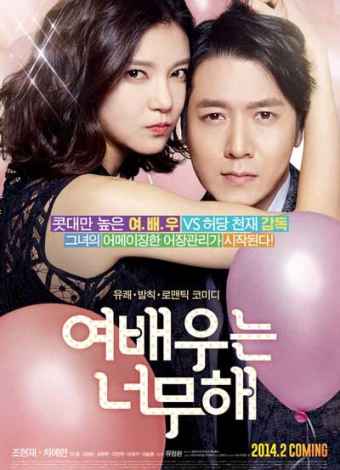 콧대만 높은 여.배.우 VS 허당 천재 감독
그녀의 어메이징한 어장관리가 시작된다!
유쾌·발칙·로맨틱 코미디
여배우는
너무해
조현재·차예련
2014.2 COMING